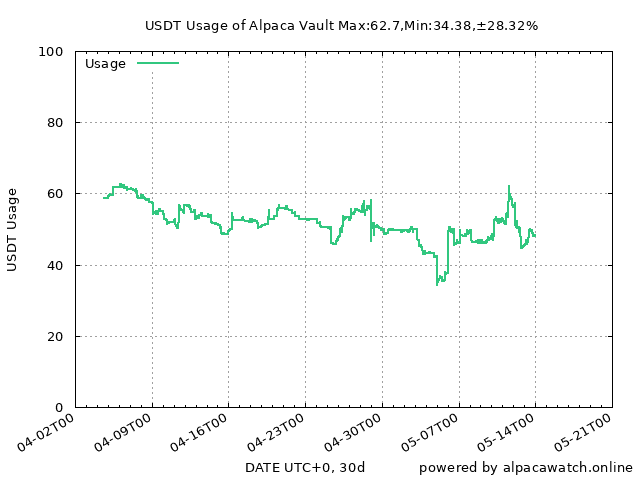 USDT Usage of Alpaca Vault Max:62.7,Min:34.38,±28.32%
Usage
USDT Usage
100
80
60
40
20
0
04-02T00
04-09T00
04-16T00
04-23T00
04-30T00
05-07T00
05-14T00
05-21T00
DATE UTC+0, 30d
powered by alpacawatch.online